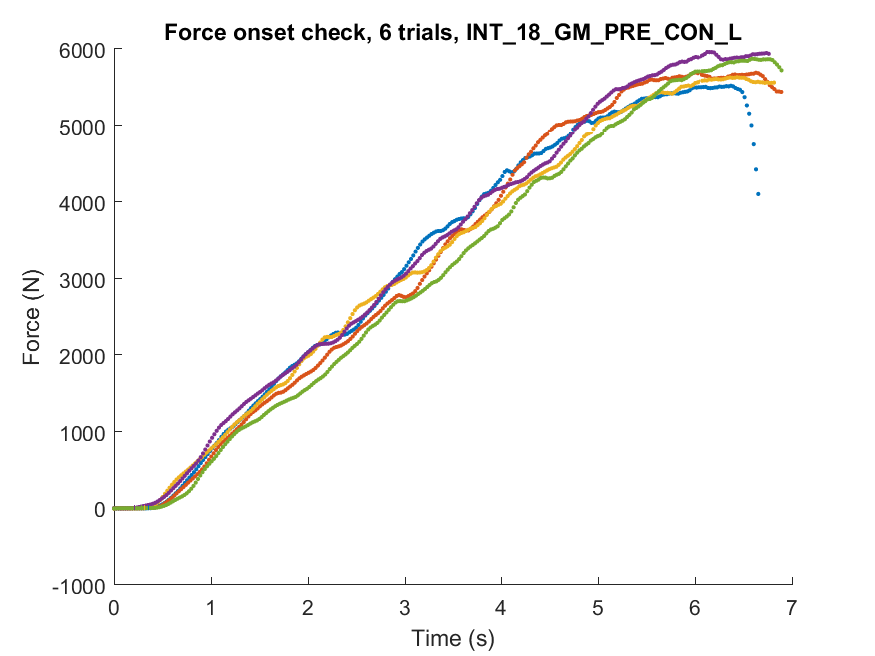 Force onset check, 6 trials, INT_18_GM_PRE_CON_L
6000
5000
4000
3000
2000
1000
0
-1000
Force (N)
0 1 2 3 4 5 6 7
Time (s)